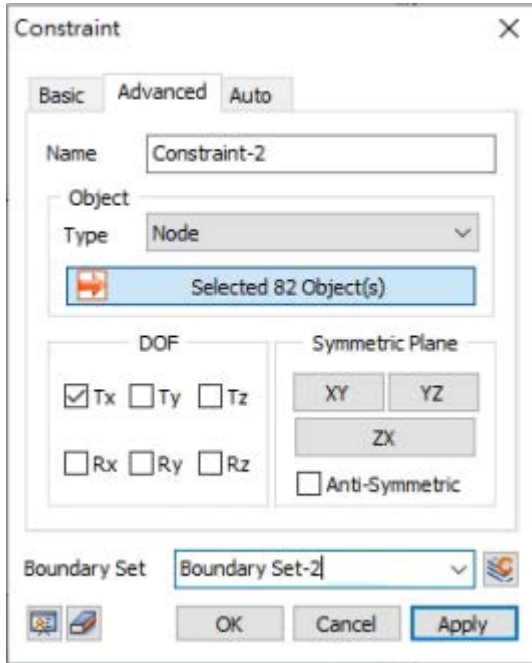 Constraint
Basic Advanced Auto
Name Constraint-2
Object
Type Node
Selected 82 Object(s)
DOF Symmetric Plane
Tx Ty Tz XY YZ
ZX
Rx Ry Rz Anti-Symmetric
Boundary Set Boundary Set-2
OK Cancel Apply